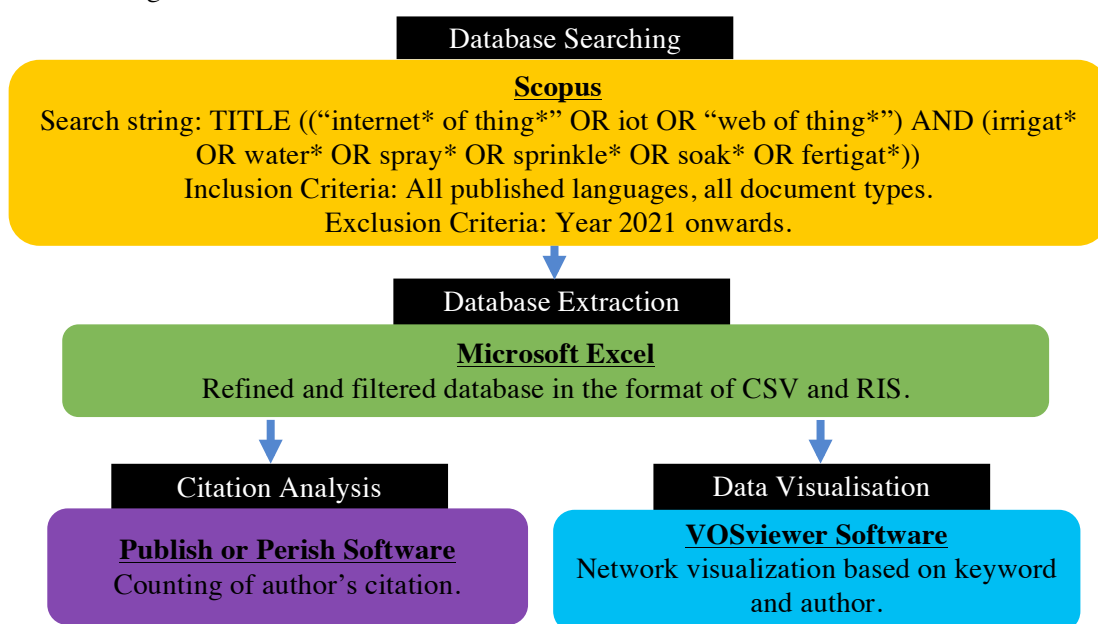 Database Searching
Scopus
Search string: TITLE ((“internet* of thing*” OR iot OR “web of thing*”) AND (irrigat*
OR water* OR spray* OR sprinkle* OR soak* OR fertigat*))
Inclusion Criteria: All published languages, all document types.
Exclusion Criteria: Year 2021 onwards.
Database Extraction
Microsoft Excel
Refined and filtered database in the format of CSV and RIS.
Citation Analysis
Publish or Perish Software
Counting of author’s citation.
Data Visualisation
VOSviewer Software
Network visualization based on keyword
and author.